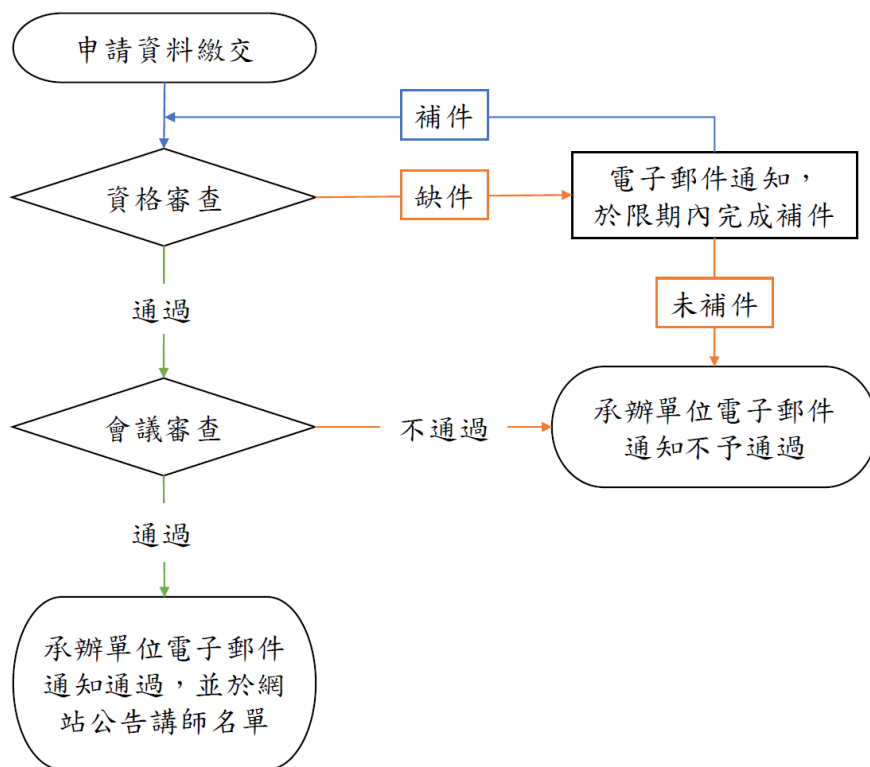 申請資料繳交
補件
資格審查
缺件
電子郵件通知，
於限期內完成補件
通過
未補件
會議審查
不通過
承辦單位電子郵件
通知不予通過
通過
承辦單位電子郵件
通知通過，並於網
站公告講師名單